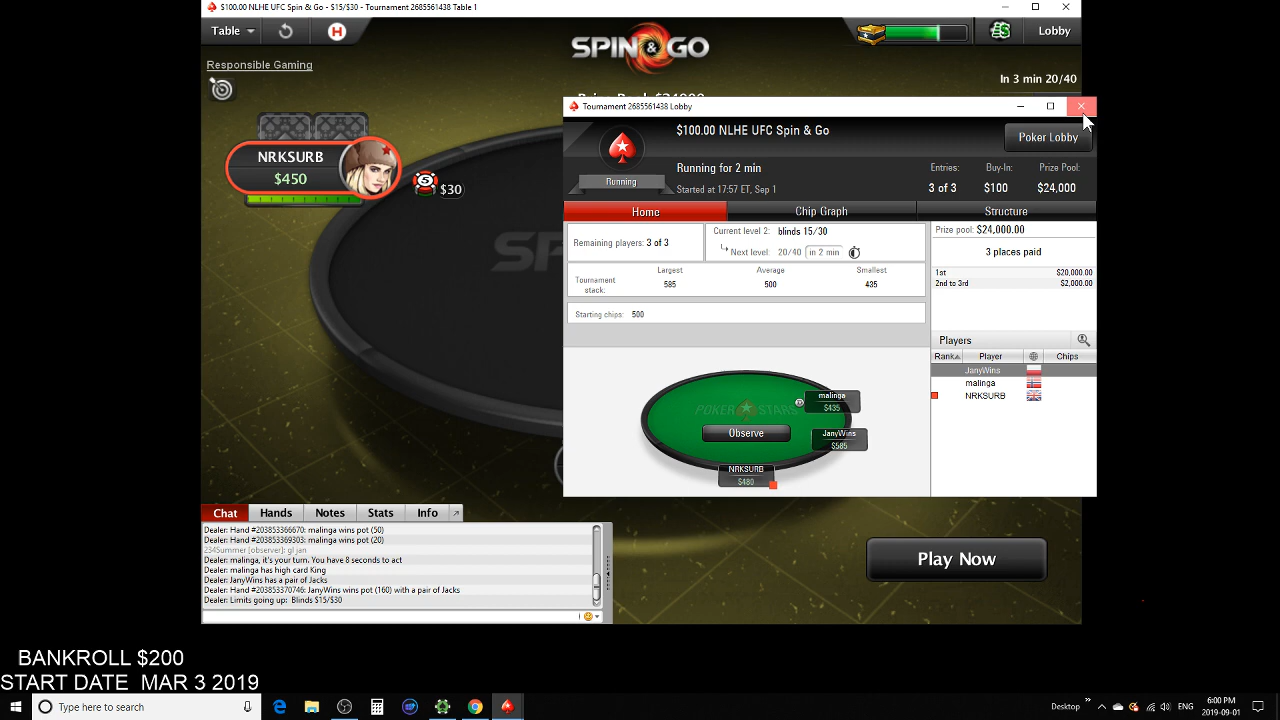 $100.00 NLHE UFC Spin & Go - $15/$30 - Tournament 2685561438 Table 1
Table
H
SPIN & GO
Lobby
Responsible Gaming
In 3 min 20/40
NRKSURB
$450
5
$30
Tournament 2685561438 Lobby
$100.00 NLHE UFC Spin & Go
Poker Lobby
Running for 2 min
Running
Started at 17:57 ET, Sep 1
Entries: Buy-In: Prize Pool:
3 of 3 $100 $24,000
Home Chip Graph Structure
Remaining players: 3 of 3
Current level 2: blinds 15/30
Next level: 20/40 in 2 min
Largest Average Smallest
Tournament stack: 585 500 435
Starting chips: 500
Prize pool: $24,000.00
3 places paid
1st $20,000.00
2nd to 3rd $2,000.00
Players
Rank Player Chips
JanyWins
malinga
NRKSURB
POKER STARS
Observe
malinga
$435
JanyWins
$585
NRKSURB
$480
Chat Hands Notes Stats Info
Dealer: Hand #203853366670: malinga wins pot (50)
Dealer: Hand #203853369303: malinga wins pot (20)
234Summer [observer]: gl jan
Dealer: malinga, it's your turn. You have 8 seconds to act
Dealer: malinga has high card King
Dealer: JanyWins has a pair of Jacks
Dealer: Hand #203853370746: JanyWins wins pot (160) with a pair of Jacks
Dealer: Limits going up: Blinds $15/$30
Play Now
BANKROLL $200
START DATE MAR 3 2019
Type here to search
Desktop
ENG
6:00 PM
2019-09-01